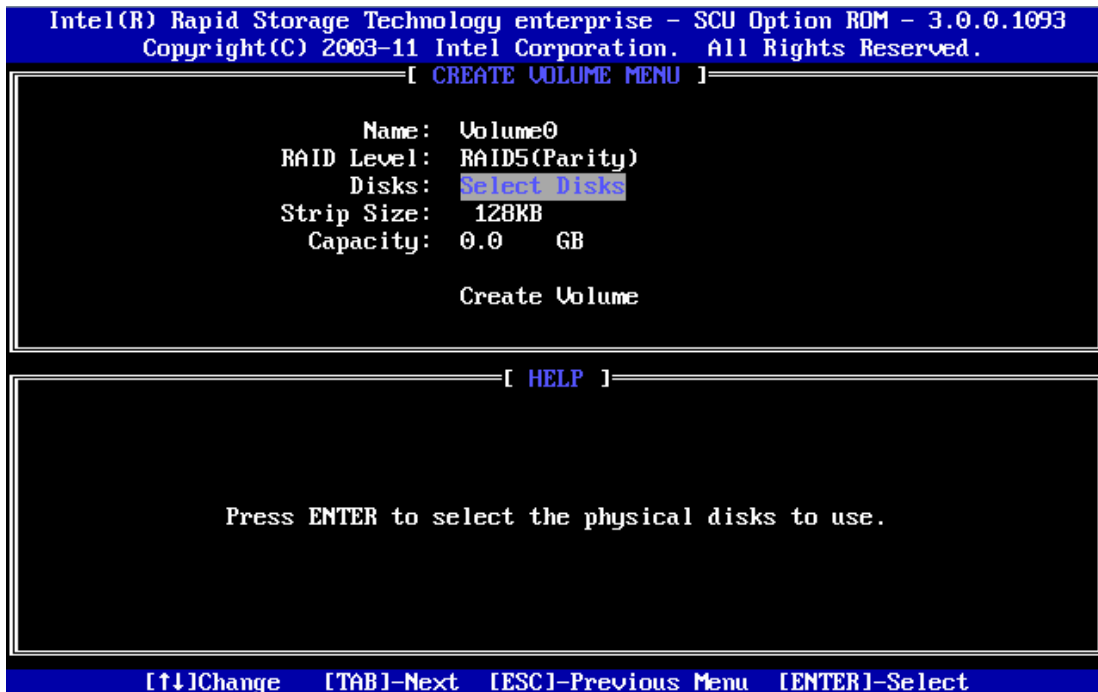 Intel(R) Rapid Storage Technology enterprise - SCU Option ROM - 3.0.0.1093
Copyright(C) 2003-11 Intel Corporation. All Rights Reserved.
[ CREATE VOLUME MENU ]
Name: Volume0
RAID Level: RAID5(Parity)
Disks: Select Disks
Strip Size: 128KB
Capacity: 0.0 GB
Create Volume
[ HELP ]
Press ENTER to select the physical disks to use.
[↑↓]Change [TAB]-Next [ESC]-Previous Menu [ENTER]-Select